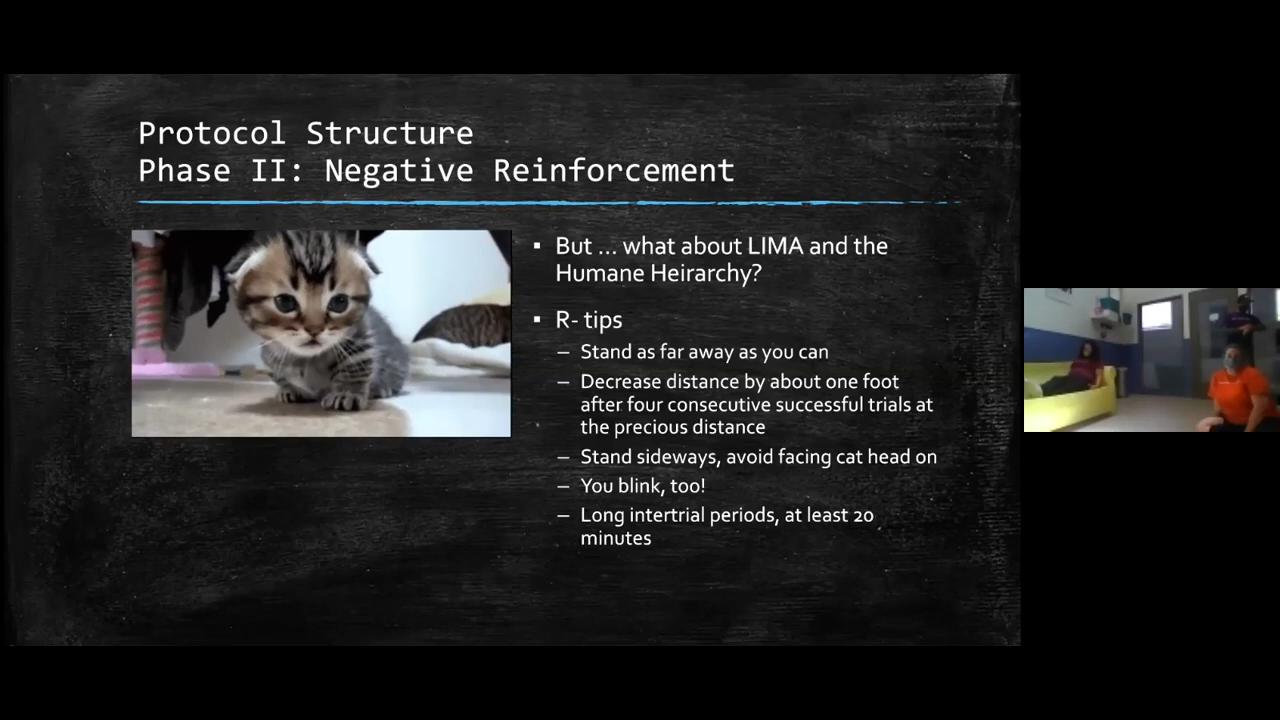 Protocol Structure
Phase II: Negative Reinforcement
▪ But … what about LIMA and the
Humane Heirarchy?
▪ R- tips
– Stand as far away as you can
– Decrease distance by about one foot
after four consecutive successful trials at
the precious distance
– Stand sideways, avoid facing cat head on
– You blink, too!
– Long intertrial periods, at least 20
minutes